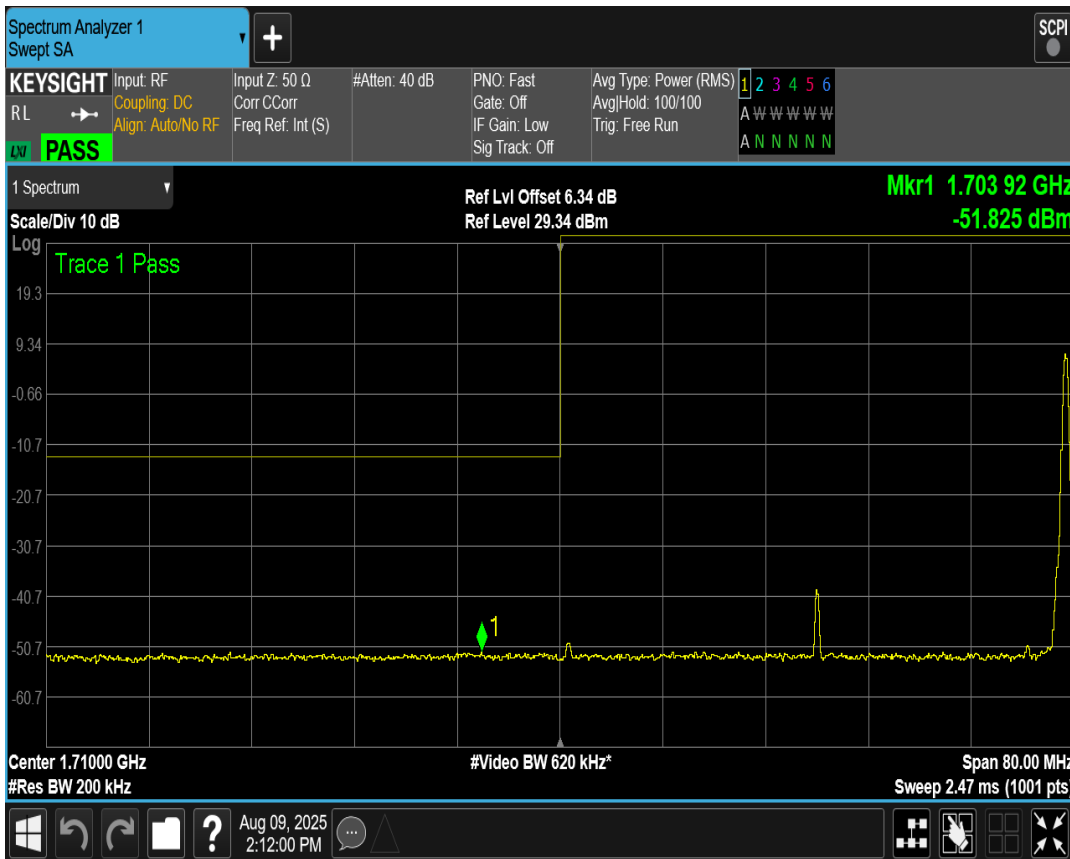 Spectrum Analyzer 1
Swept SA
SCPI
KEYSIGHT
RL
LXI PASS
Input: RF
Coupling: DC
Align: Auto/No RF
Input Z: 50 Ω
Corr CCorr
Freq Ref: Int (S)
#Atten: 40 dB
PNO: Fast
Gate: Off
IF Gain: Low
Sig Track: Off
Avg Type: Power (RMS)
Avg|Hold: 100/100
Trig: Free Run
1 2 3 4 5 6
A W W W W W
A N N N N N
1 Spectrum
Scale/Div 10 dB
Ref Lvl Offset 6.34 dB
Ref Level 29.34 dBm
Mkr1 1.703 92 GHz
-51.825 dBm
Log
Trace 1 Pass
19.3
9.34
-0.66
-10.7
-20.7
-30.7
-40.7
-50.7
-60.7
1
Center 1.71000 GHz
#Res BW 200 kHz
#Video BW 620 kHz*
Span 80.00 MHz
Sweep 2.47 ms (1001 pts)
?
Aug 09, 2025
2:12:00 PM